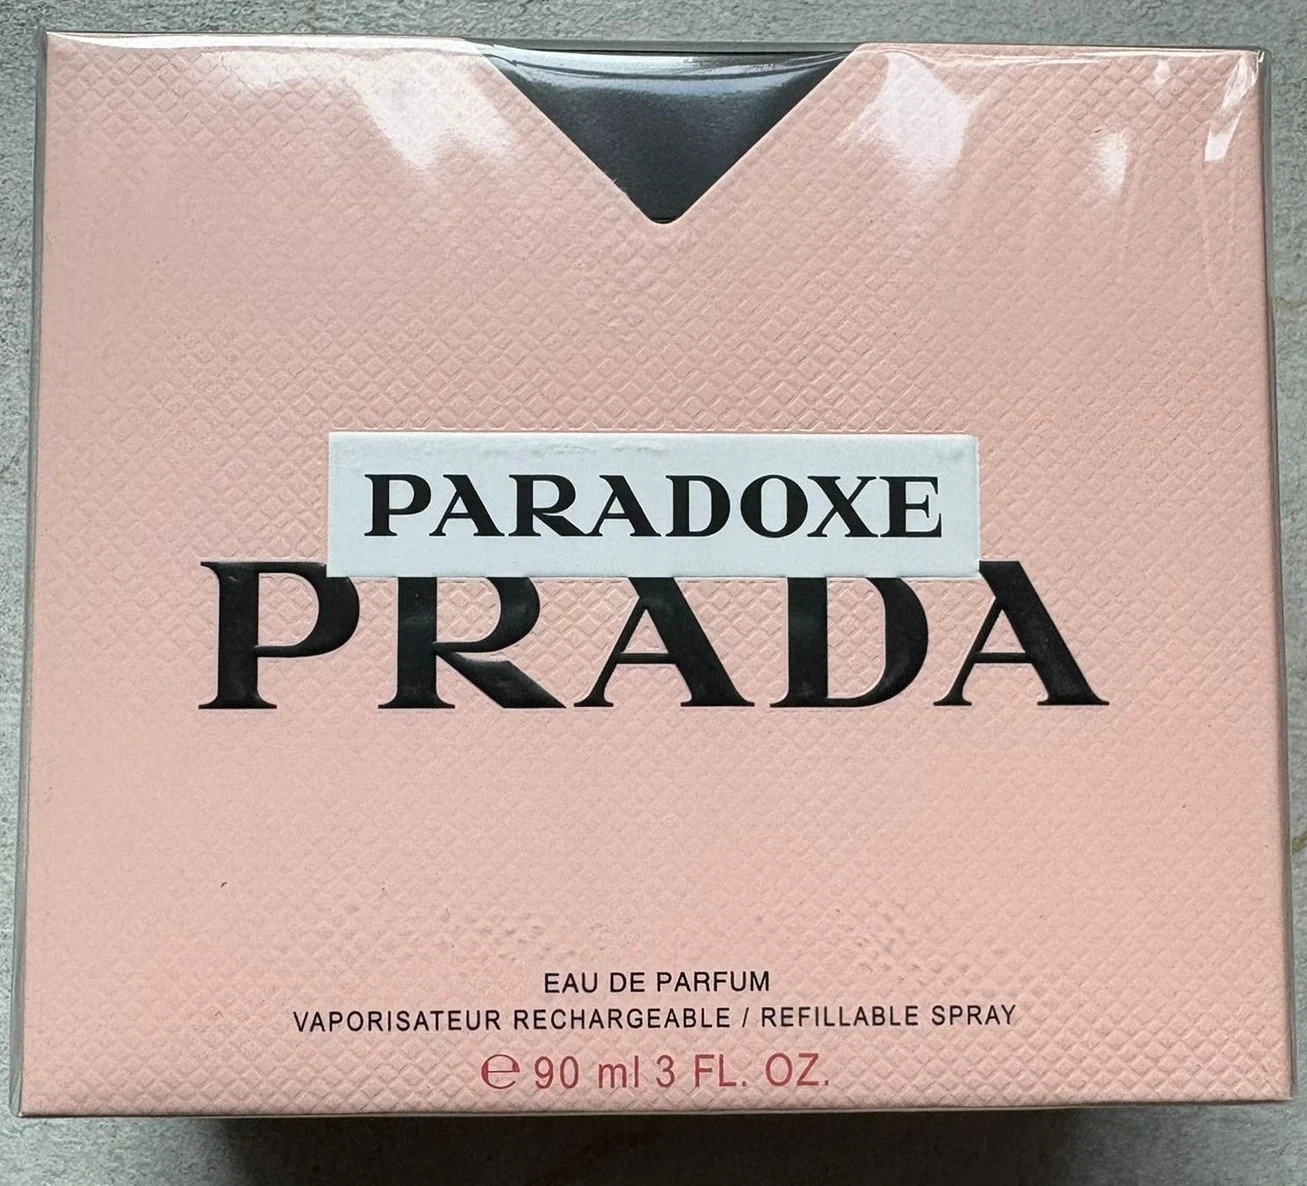 PARADOXE
PRADA
EAU DE PARFUM
VAPORISATEUR RECHARGEABLE / REFILLABLE SPRAY
℮ 90 ml 3 FL. OZ.